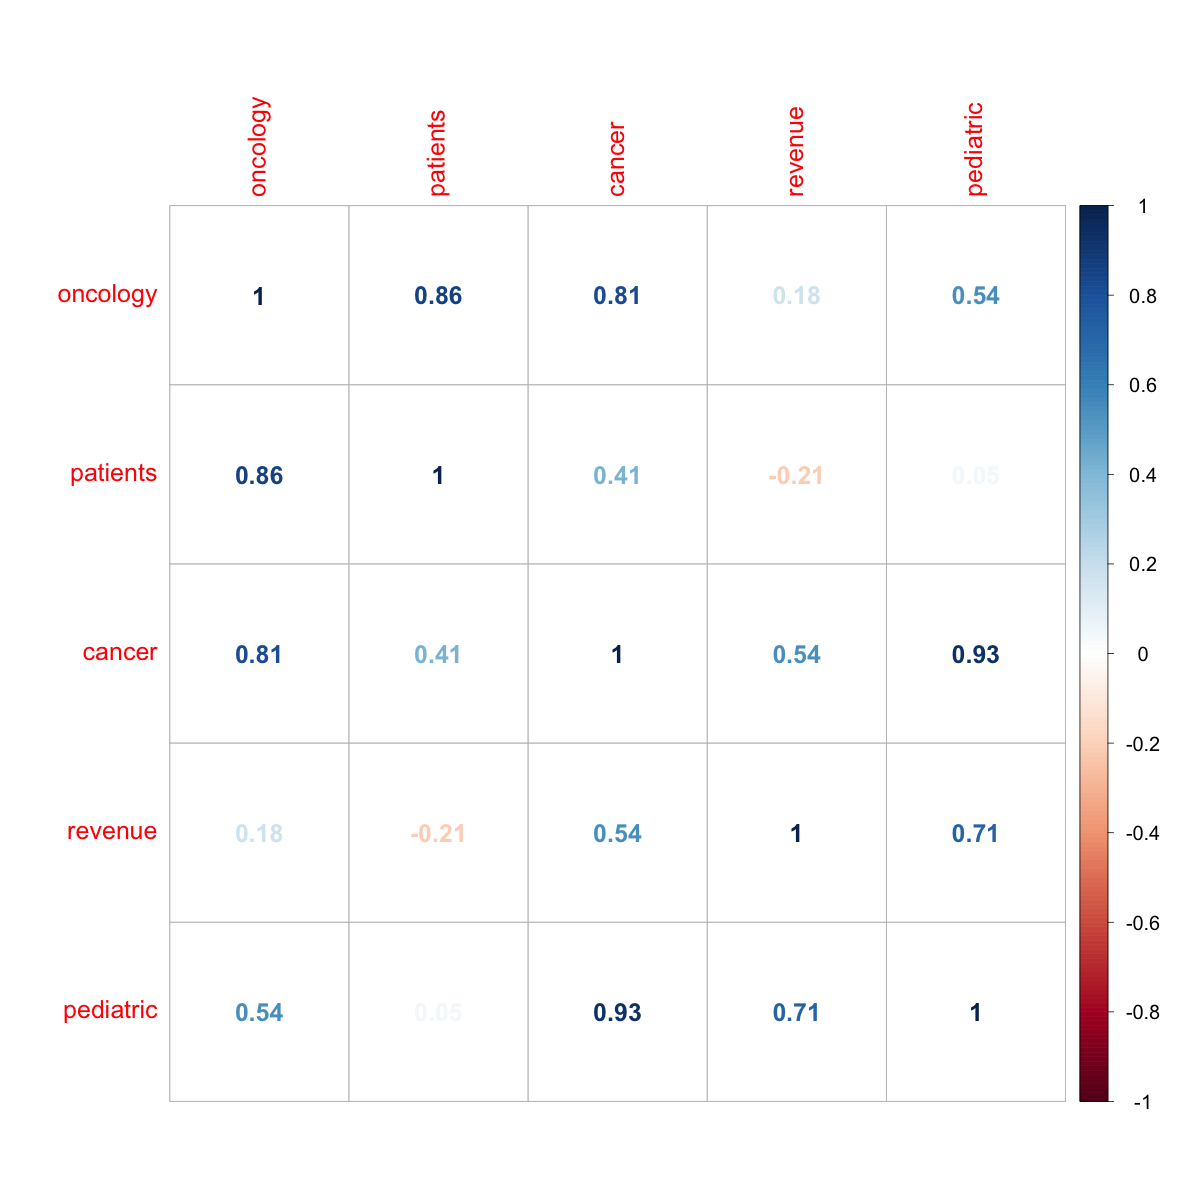 oncology patients cancer revenue pediatric
oncology 1 0.86 0.81 0.18 0.54
patients 0.86 1 0.41 -0.21 0.05
cancer 0.81 0.41 1 0.54 0.93
revenue 0.18 -0.21 0.54 1 0.71
pediatric 0.54 0.05 0.93 0.71 1
1
0.8
0.6
0.4
0.2
0
-0.2
-0.4
-0.6
-0.8
-1